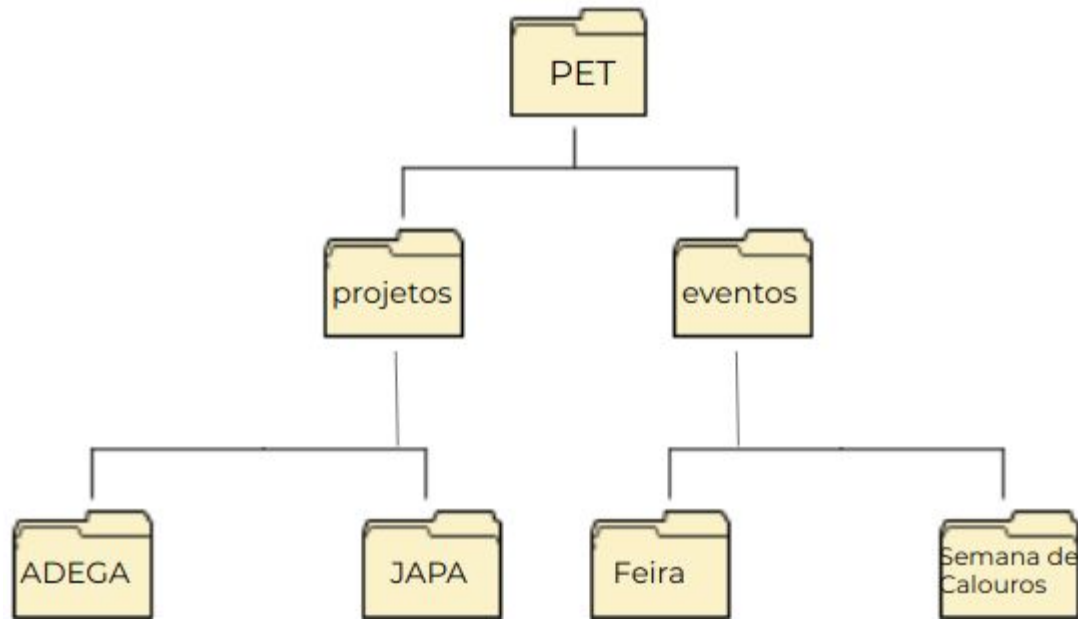 PET
projetos
eventos
ADEGA
JAPA
Feira
Semana de
Calouros